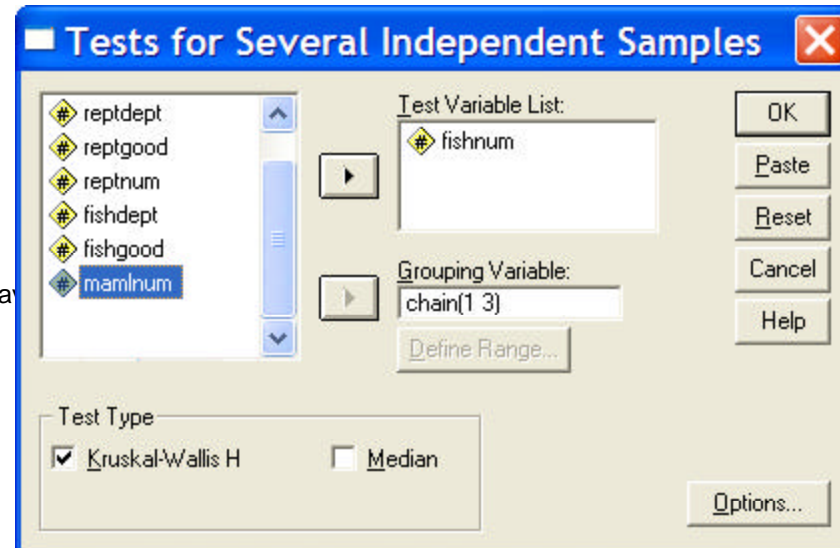 Tests for Several Independent Samples
reptdept
reptgood
reptnum
fishdept
fishgood
mamlnum
Test Variable List:
fishnum
Grouping Variable:
chain(1 3)
Define Range...
OK
Paste
Reset
Cancel
Help
Test Type
Kruskal-Wallis H
Median
Options...